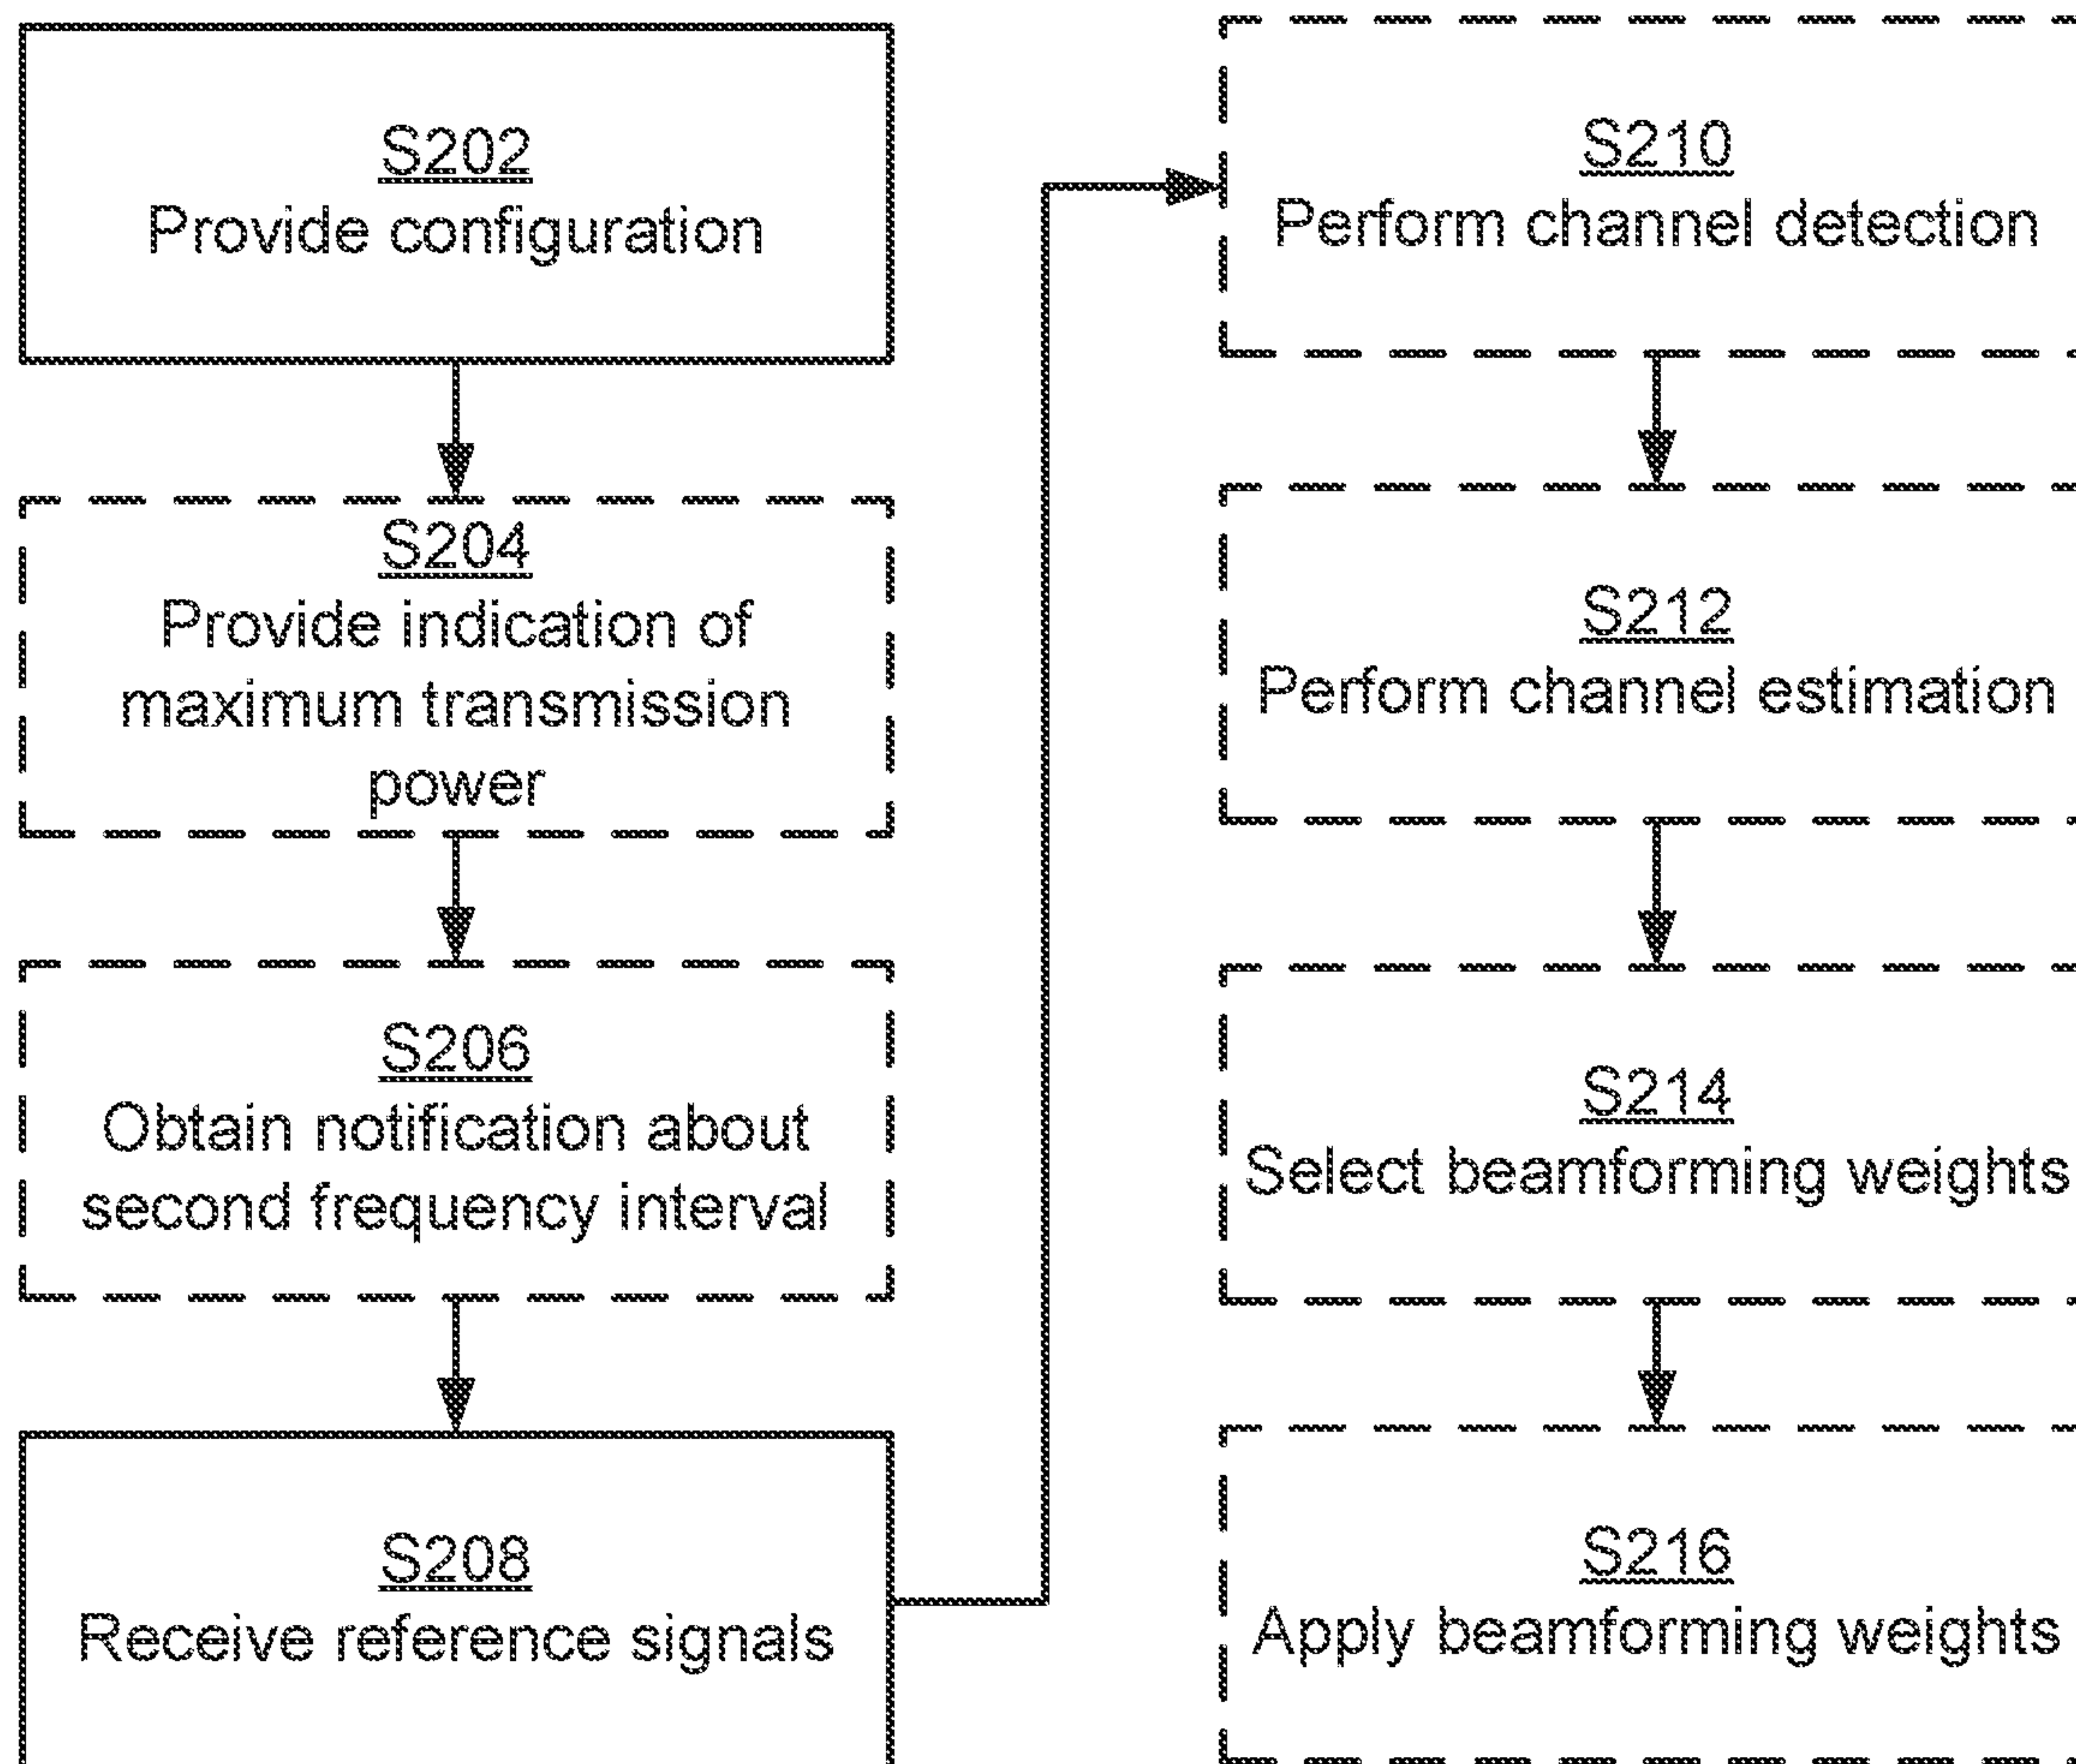 S202
Provide configuration
S204
Provide indication of
maximum transmission
power
S206
Obtain notification about
second frequency interval
S208
Receive reference signals
S210
Perform channel detection
S212
Perform channel estimation
S214
Select beamforming weights
S216
Apply beamforming weights